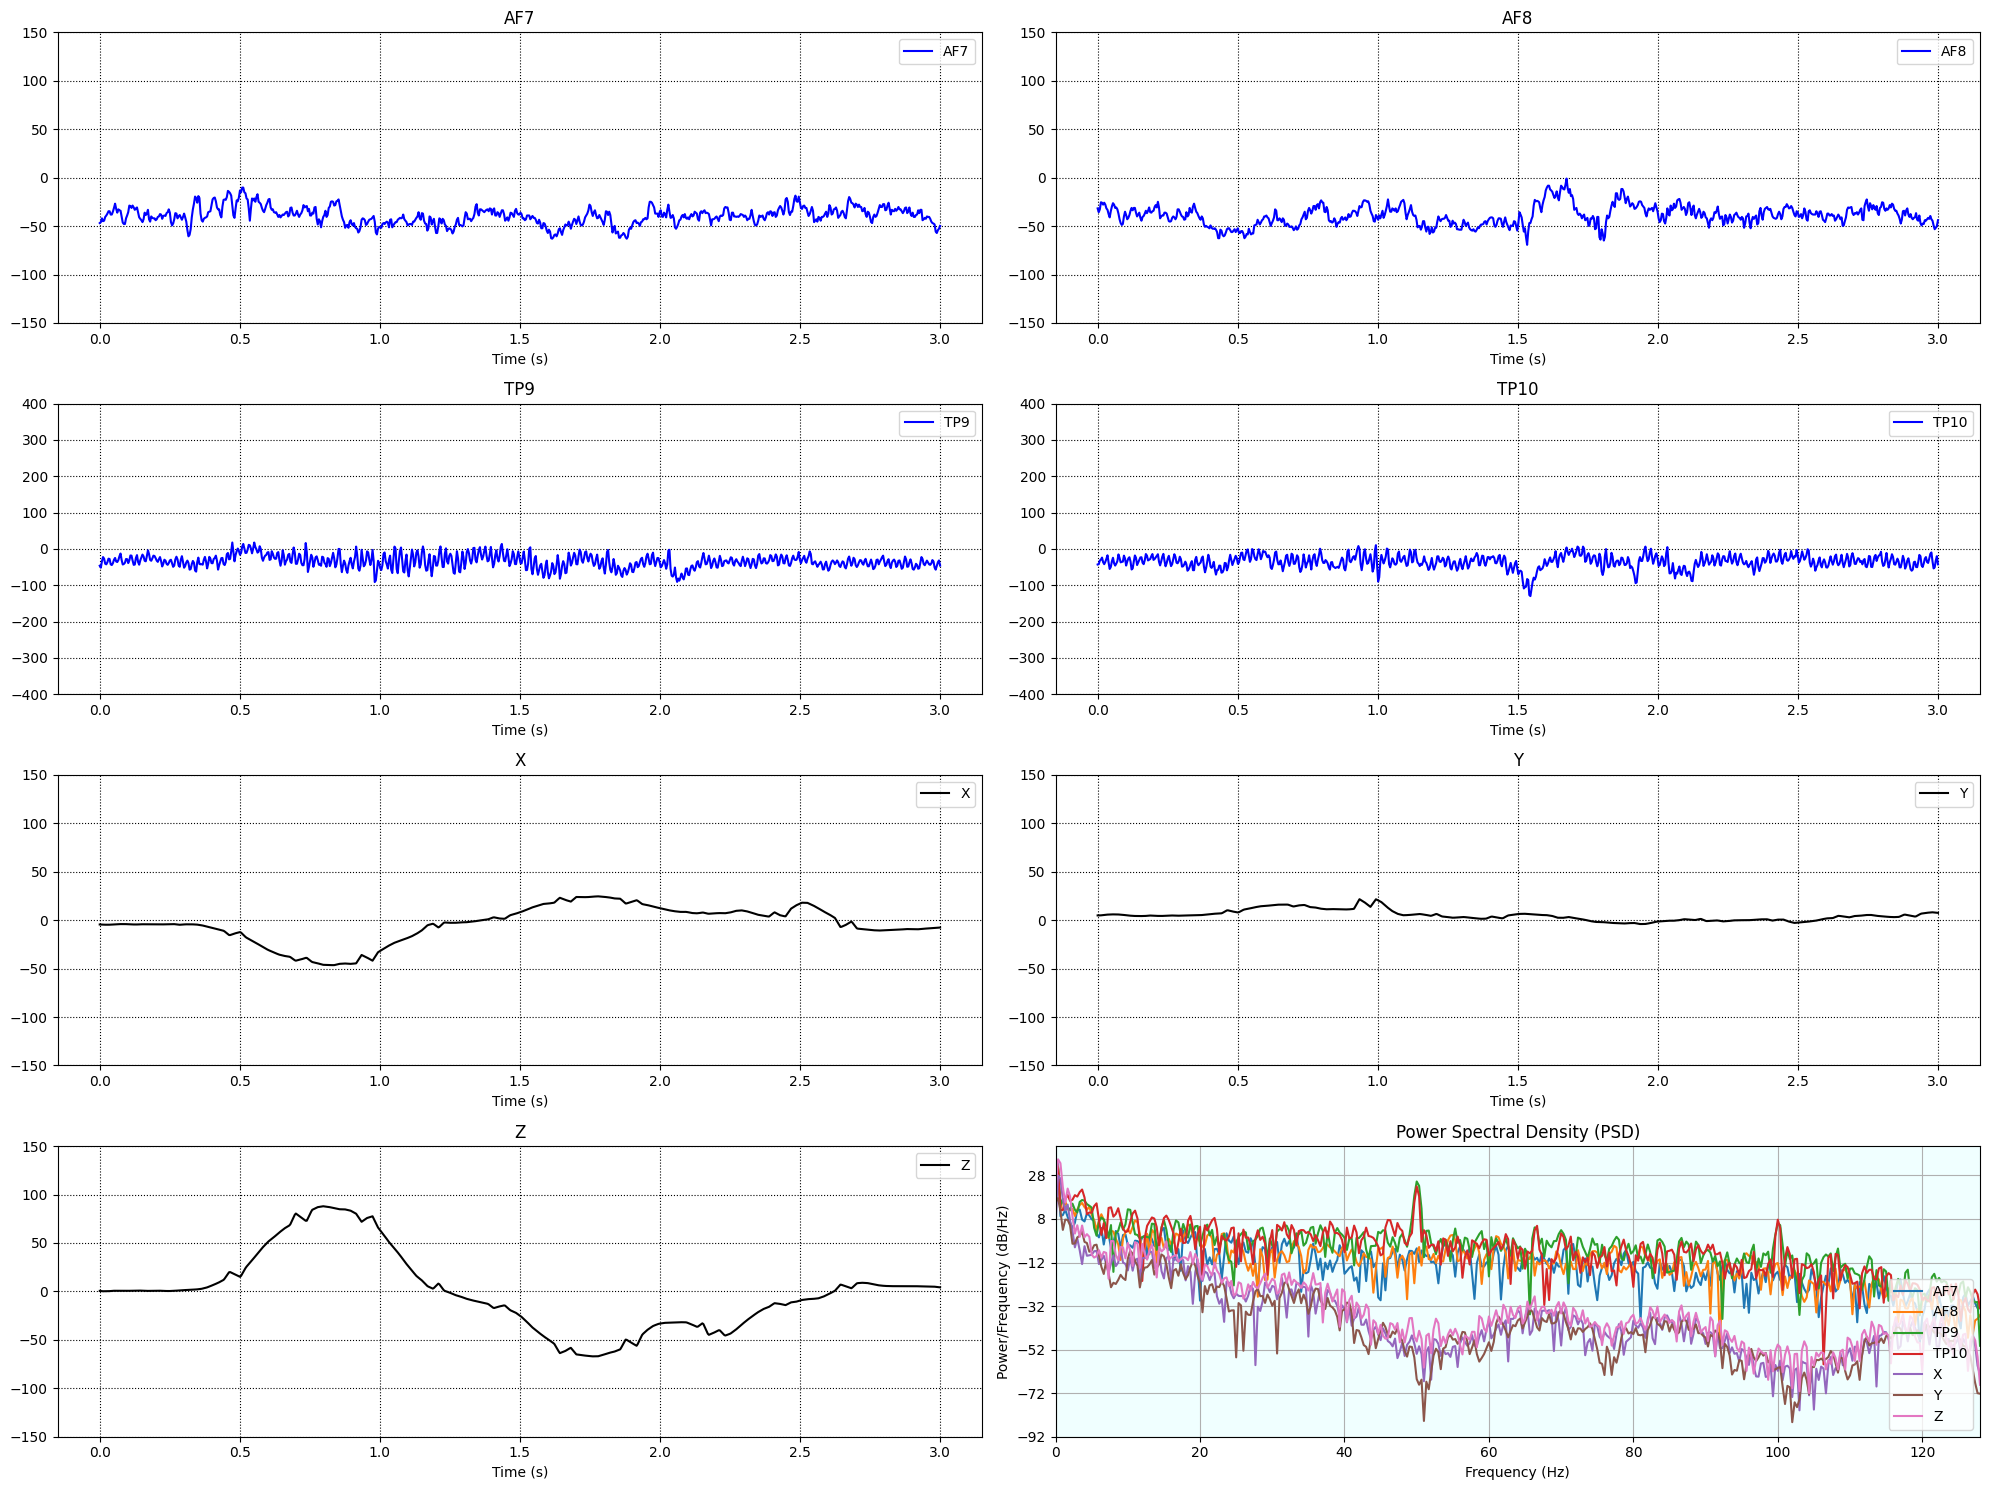 AF7
AF7
150
100
50
0
−50
−100
−150
0.0 0.5 1.0 1.5 2.0 2.5 3.0
Time (s)
AF8
AF8
150
100
50
0
−50
−100
−150
0.0 0.5 1.0 1.5 2.0 2.5 3.0
Time (s)
TP9
TP9
400
300
200
100
0
−100
−200
−300
−400
0.0 0.5 1.0 1.5 2.0 2.5 3.0
Time (s)
TP10
TP10
400
300
200
100
0
−100
−200
−300
−400
0.0 0.5 1.0 1.5 2.0 2.5 3.0
Time (s)
X
X
150
100
50
0
−50
−100
−150
0.0 0.5 1.0 1.5 2.0 2.5 3.0
Time (s)
Y
Y
150
100
50
0
−50
−100
−150
0.0 0.5 1.0 1.5 2.0 2.5 3.0
Time (s)
Z
Z
150
100
50
0
−50
−100
−150
0.0 0.5 1.0 1.5 2.0 2.5 3.0
Time (s)
Power Spectral Density (PSD)
Power/Frequency (dB/Hz)
28
8
−12
−32
−52
−72
−92
AF7
AF8
TP9
TP10
X
Y
Z
0 20 40 60 80 100 120
Frequency (Hz)